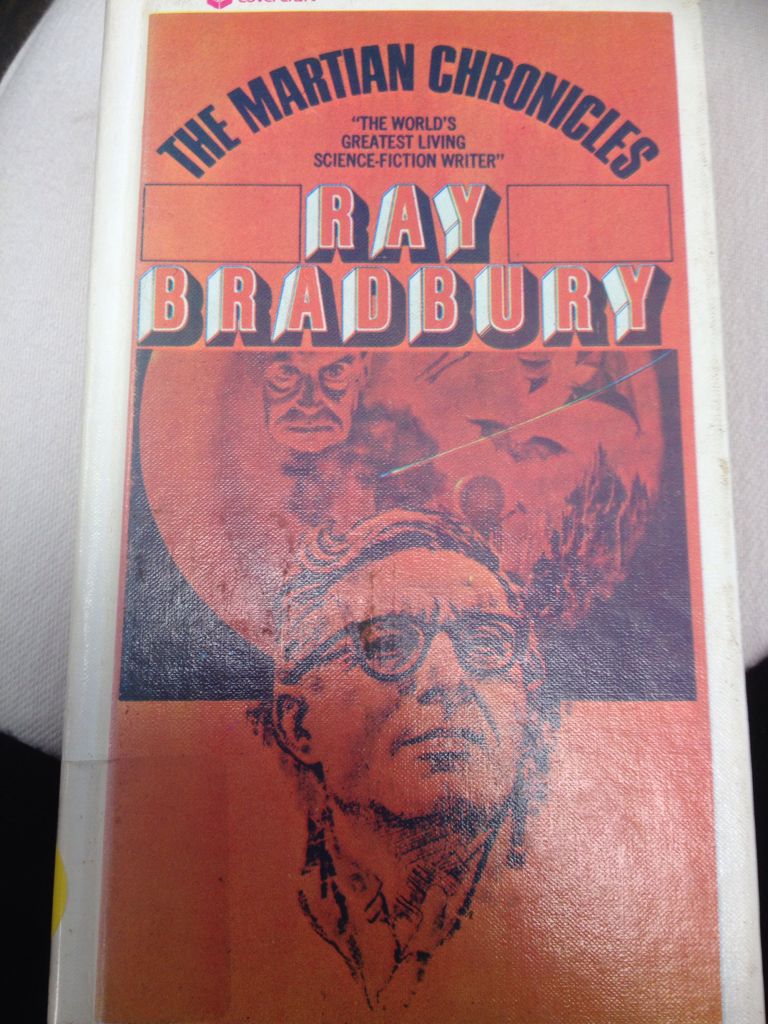 THE MARTIAN CHRONICLES
"THE WORLD'S
GREATEST LIVING
SCIENCE-FICTION WRITER"
RAY
BRADBURY